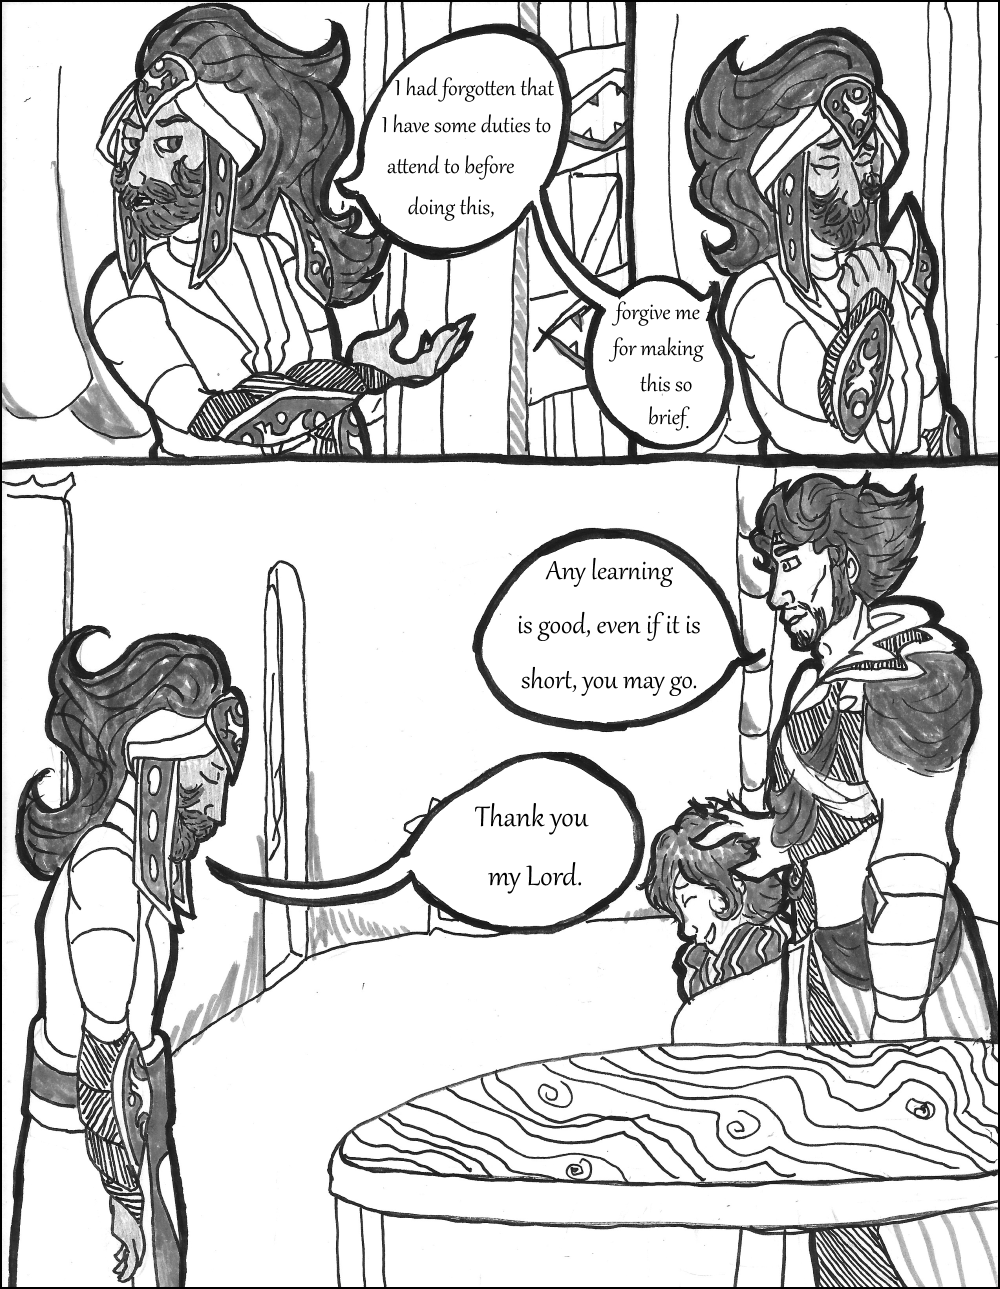 I had forgotten that
I have some duties to
attend to before
doing this,
forgive me
for making
this so
brief.
Any learning
is good, even if it is
short, you may go.
Thank you
my Lord.